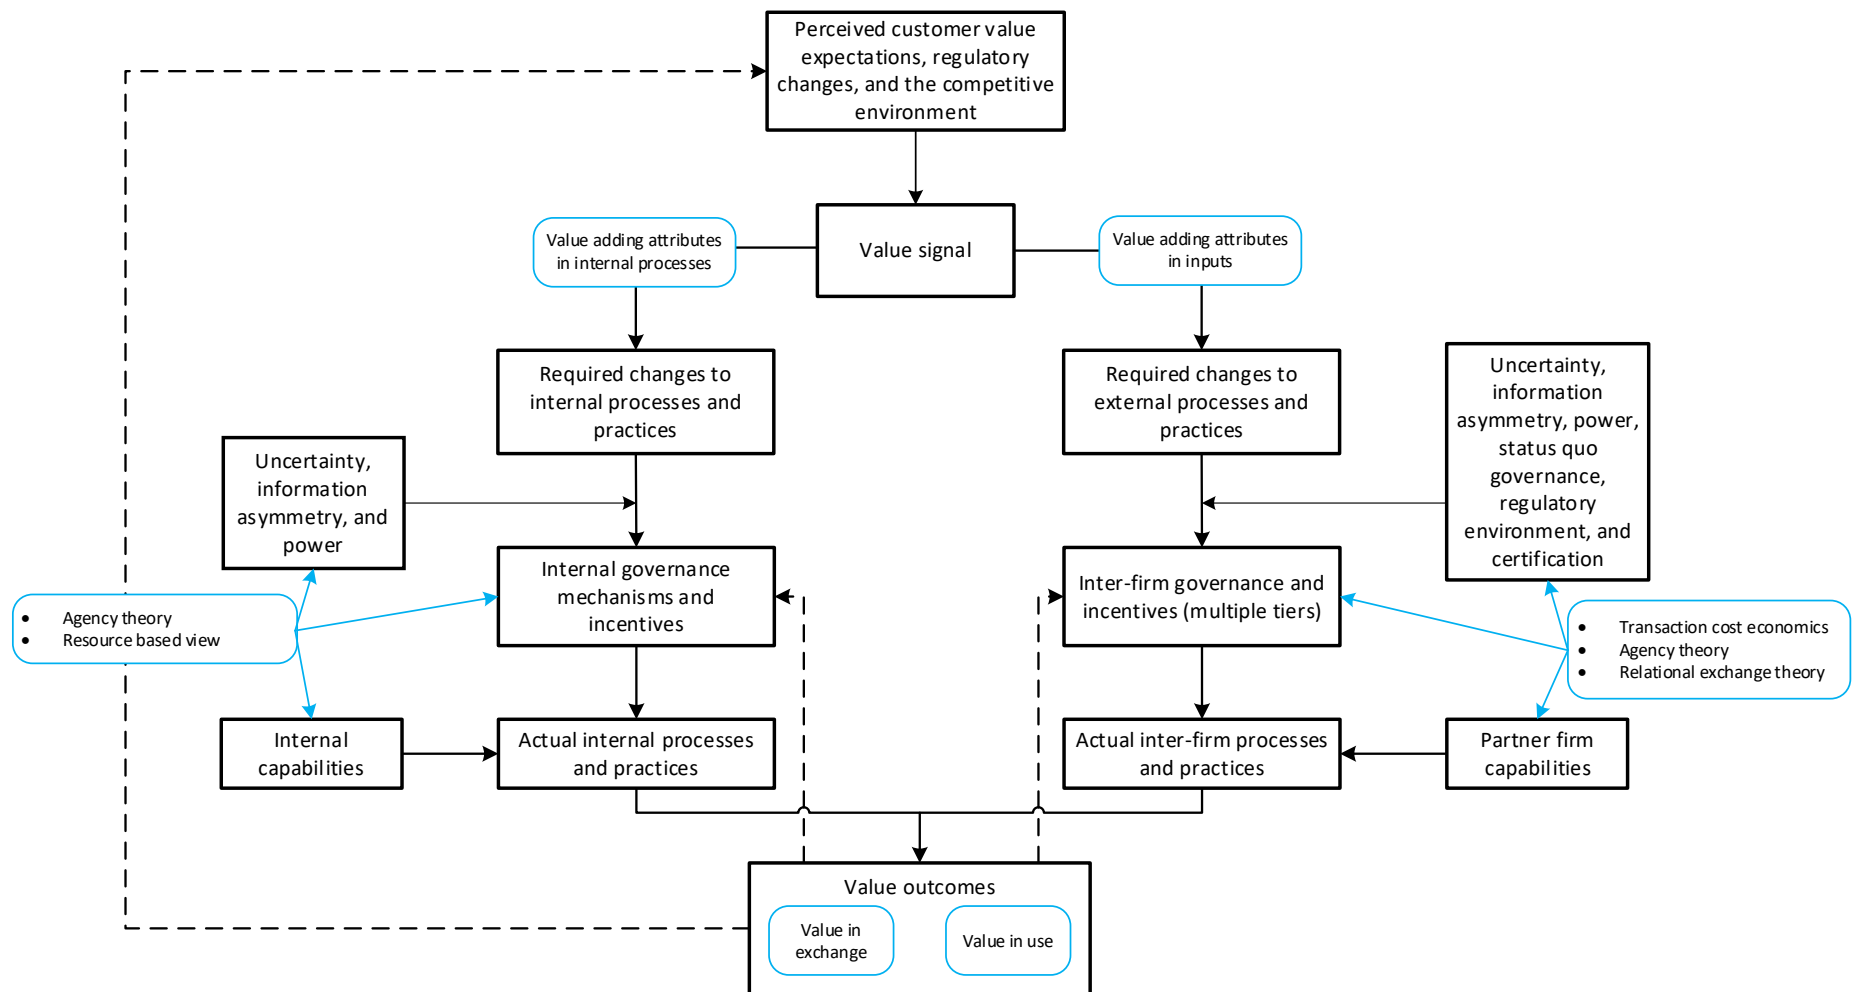 Perceived customer value
expectations, regulatory
changes, and the competitive
environment
Value adding attributes
in internal processes
Value signal
Value adding attributes
in inputs
Required changes to
internal processes and
practices
Required changes to
external processes and
practices
Uncertainty,
information
asymmetry, power,
status quo
governance,
regulatory
environment, and
certification
Uncertainty,
information
asymmetry, and
power
Internal governance
mechanisms and
incentives
Inter-firm governance and
incentives (multiple tiers)
• Agency theory
• Resource based view
• Transaction cost economics
• Agency theory
• Relational exchange theory
Internal
capabilities
Actual internal processes
and practices
Actual inter-firm processes
and practices
Partner firm
capabilities
Value outcomes
Value in
exchange
Value in use